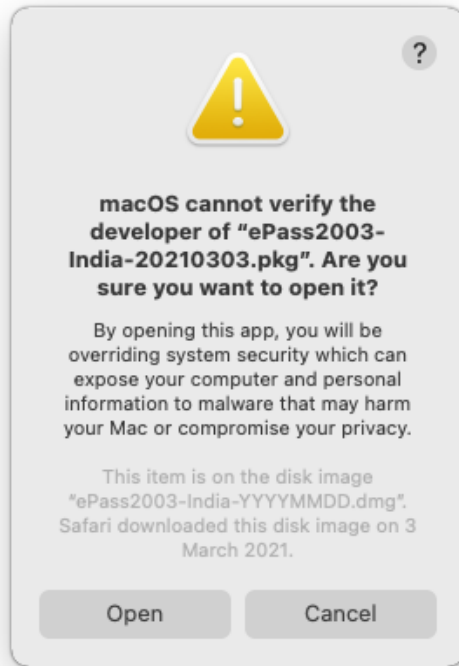 ?
macOS cannot verify the
developer of “ePass2003-
India-20210303.pkg”. Are you
sure you want to open it?
By opening this app, you will be
overriding system security which can
expose your computer and personal
information to malware that may harm
your Mac or compromise your privacy.
This item is on the disk image
“ePass2003-India-YYYYMMDD.dmg”.
Safari downloaded this disk image on 3
March 2021.
Open Cancel